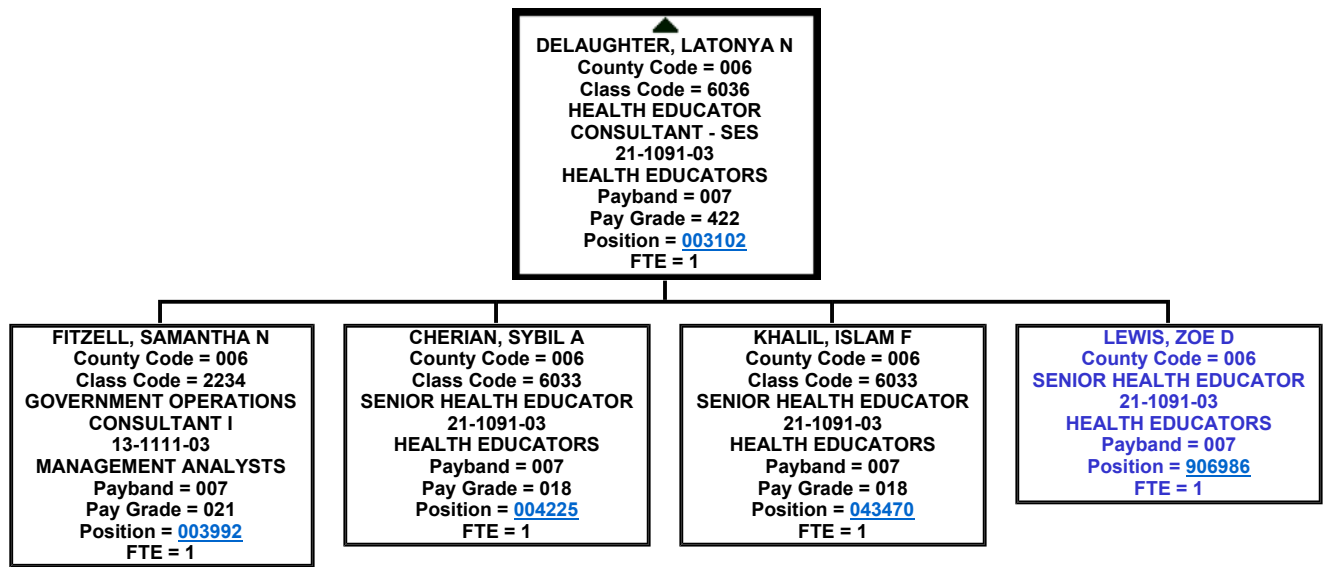 DELAUGHTER, LATONYA N
County Code = 006
Class Code = 6036
HEALTH EDUCATOR
CONSULTANT - SES
21-1091-03
HEALTH EDUCATORS
Payband = 007
Pay Grade = 422
Position = 003102
FTE = 1
FITZELL, SAMANTHA N
County Code = 006
Class Code = 2234
GOVERNMENT OPERATIONS
CONSULTANT I
13-1111-03
MANAGEMENT ANALYSTS
Payband = 007
Pay Grade = 021
Position = 003992
FTE = 1
CHERIAN, SYBIL A
County Code = 006
Class Code = 6033
SENIOR HEALTH EDUCATOR
21-1091-03
HEALTH EDUCATORS
Payband = 007
Pay Grade = 018
Position = 004225
FTE = 1
KHALIL, ISLAM F
County Code = 006
Class Code = 6033
SENIOR HEALTH EDUCATOR
21-1091-03
HEALTH EDUCATORS
Payband = 007
Pay Grade = 018
Position = 043470
FTE = 1
LEWIS, ZOE D
County Code = 006
SENIOR HEALTH EDUCATOR
21-1091-03
HEALTH EDUCATORS
Payband = 007
Position = 906986
FTE = 1